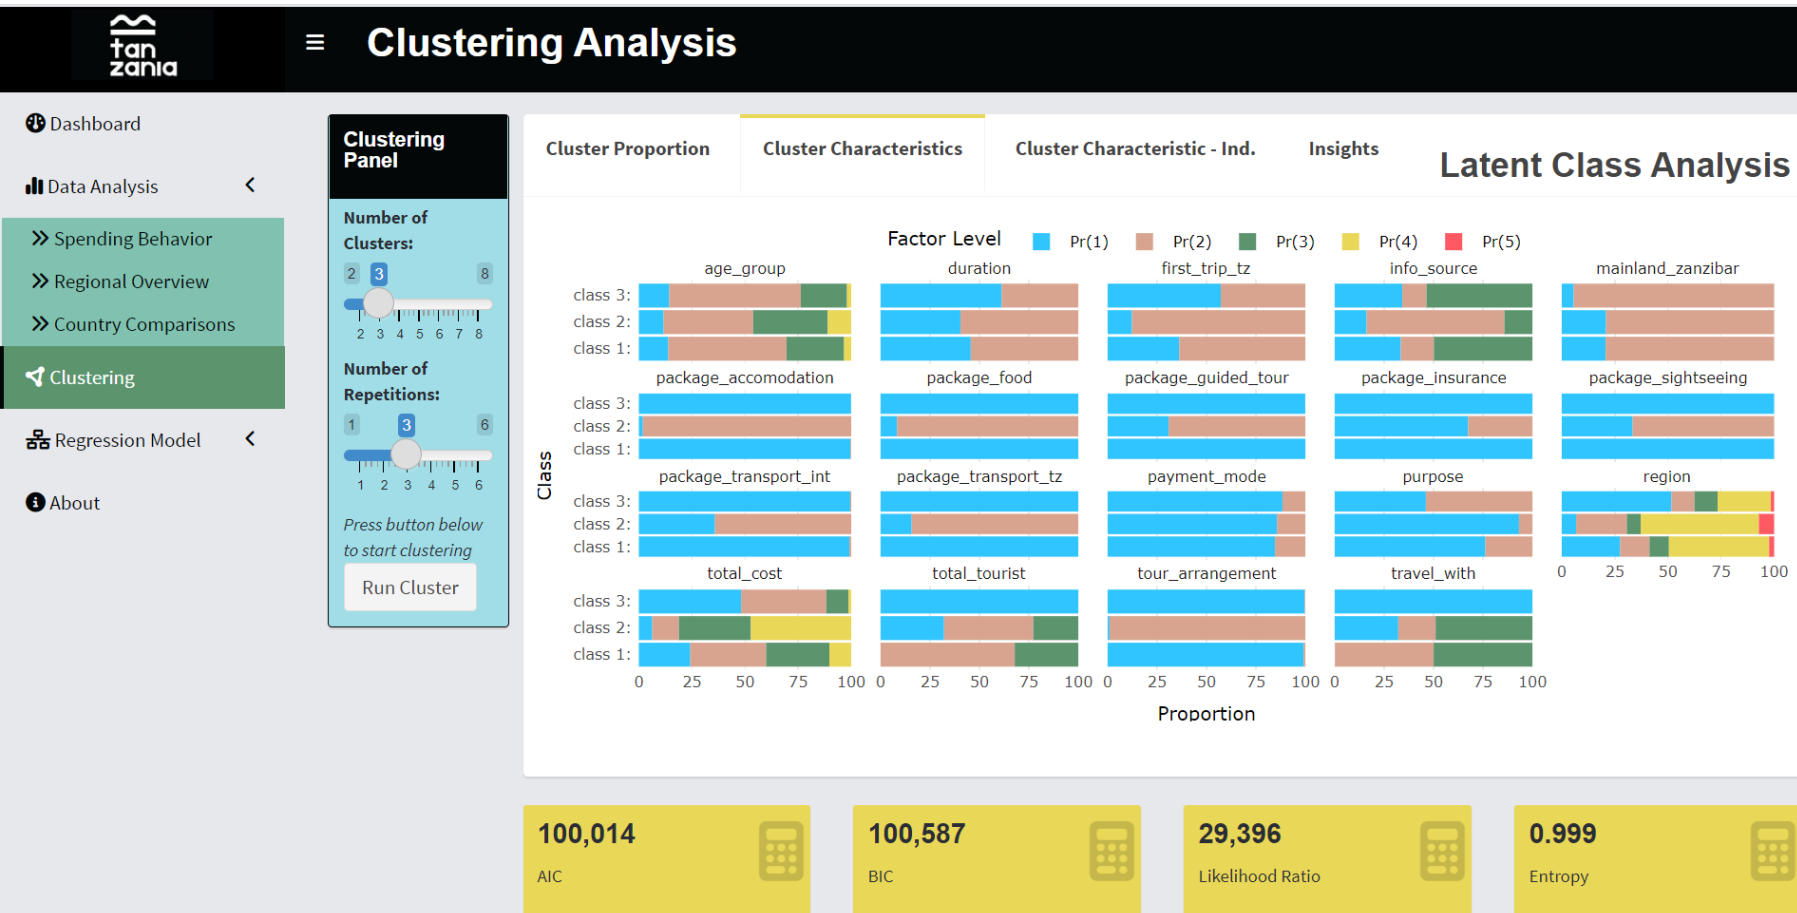 tan
zania
Clustering Analysis
Dashboard
Data Analysis
Spending Behavior
Regional Overview
Country Comparisons
Clustering
Regression Model
About
Clustering
Panel
Number of
Clusters:
2 3 8
2 3 4 5 6 7 8
Number of
Repetitions:
1 3 6
1 2 3 4 5 6
Press button below
to start clustering
Run Cluster
Cluster Proportion Cluster Characteristics Cluster Characteristic - Ind. Insights
Latent Class Analysis
Factor Level Pr(1) Pr(2) Pr(3) Pr(4) Pr(5)
age_group duration first_trip_tz info_source mainland_zanzibar
class 3:
class 2:
class 1:
package_accomodation package_food package_guided_tour package_insurance package_sightseeing
class 3:
class 2:
class 1:
package_transport_int package_transport_tz payment_mode purpose region
class 3:
class 2:
class 1:
0 25 50 75 100
total_cost total_tourist tour_arrangement travel_with
class 3:
class 2:
class 1:
0 25 50 75 100 0 25 50 75 100 0 25 50 75 100 0 25 50 75 100
Class
Proportion
100,014
AIC
100,587
BIC
29,396
Likelihood Ratio
0.999
Entropy